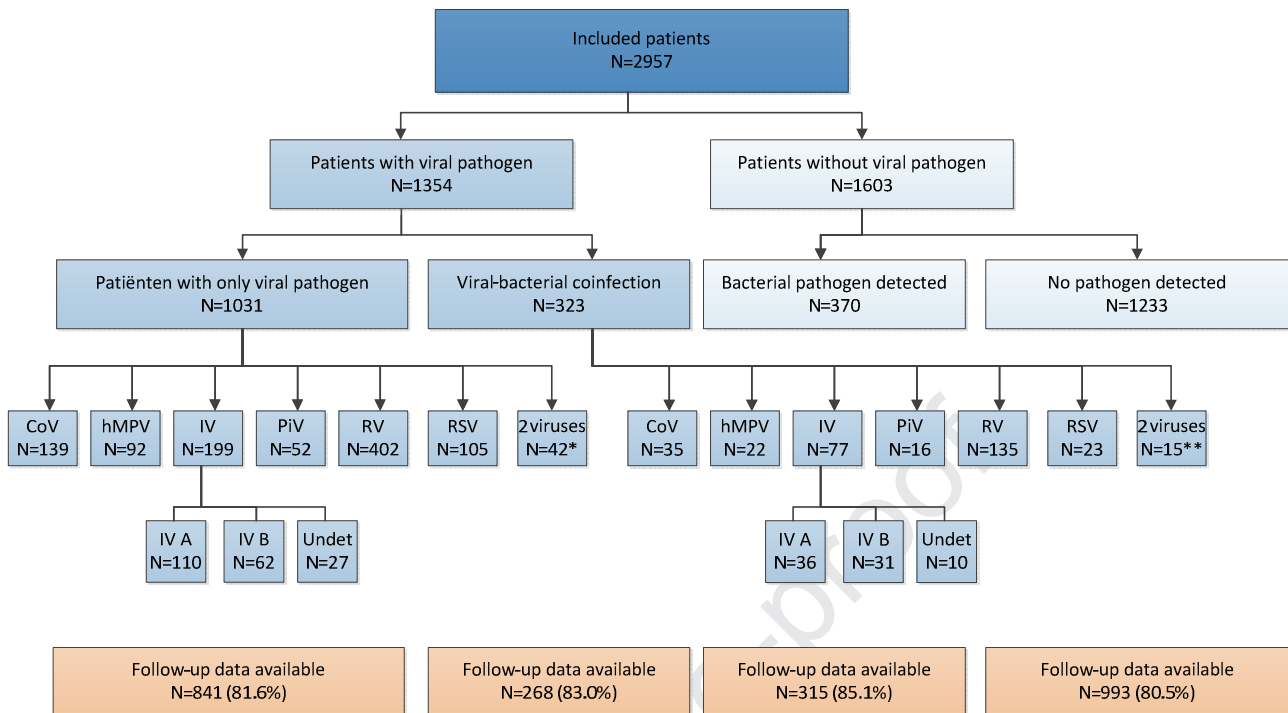 Included patients
N=2957
Patients with viral pathogen
N=1354
Patients without viral pathogen
N=1603
Patiënten with only viral pathogen
N=1031
Viral-bacterial coinfection
N=323
Bacterial pathogen detected
N=370
No pathogen detected
N=1233
CoV
N=139
hMPV
N=92
IV
N=199
PiV
N=52
RV
N=402
RSV
N=105
2 viruses
N=42*
CoV
N=35
hMPV
N=22
IV
N=77
PiV
N=16
RV
N=135
RSV
N=23
2 viruses
N=15**
IV A
N=110
IV B
N=62
Undet
N=27
IV A
N=36
IV B
N=31
Undet
N=10
Follow-up data available
N=841 (81.6%)
Follow-up data available
N=268 (83.0%)
Follow-up data available
N=315 (85.1%)
Follow-up data available
N=993 (80.5%)